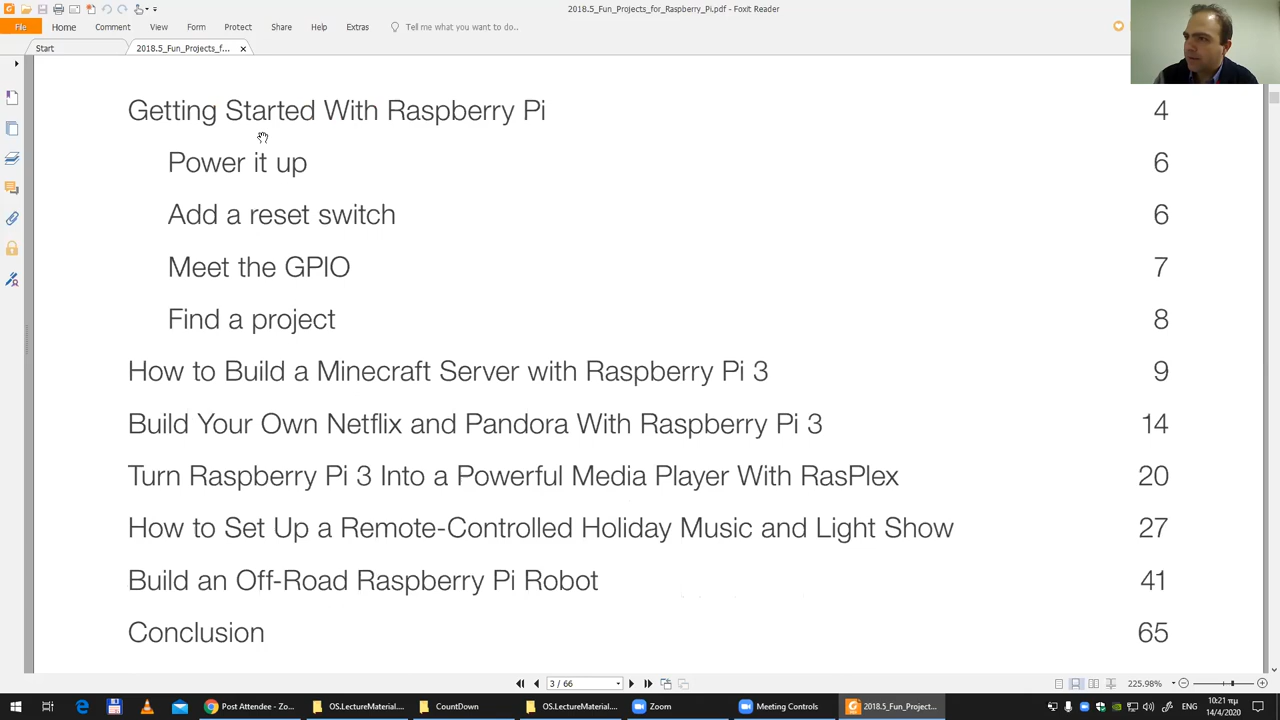 2018.5_Fun_Projects_for_Raspberry_Pi.pdf - Foxit Reader
File Home Comment View Form Protect Share Help Extras Tell me what you want to do..
Start 2018.5_Fun_Projects_f...
Getting Started With Raspberry Pi 4
Power it up 6
Add a reset switch 6
Meet the GPIO 7
Find a project 8
How to Build a Minecraft Server with Raspberry Pi 3 9
Build Your Own Netflix and Pandora With Raspberry Pi 3 14
Turn Raspberry Pi 3 Into a Powerful Media Player With RasPlex 20
How to Set Up a Remote-Controlled Holiday Music and Light Show 27
Build an Off-Road Raspberry Pi Robot 41
Conclusion 65
3 / 66 225.98%
Post Attendee - Zo... OS.LectureMaterial.... CountDown OS.LectureMaterial.... Zoom Meeting Controls 2018.5_Fun_Projects... ENG 10:21 πμ
14/4/2020